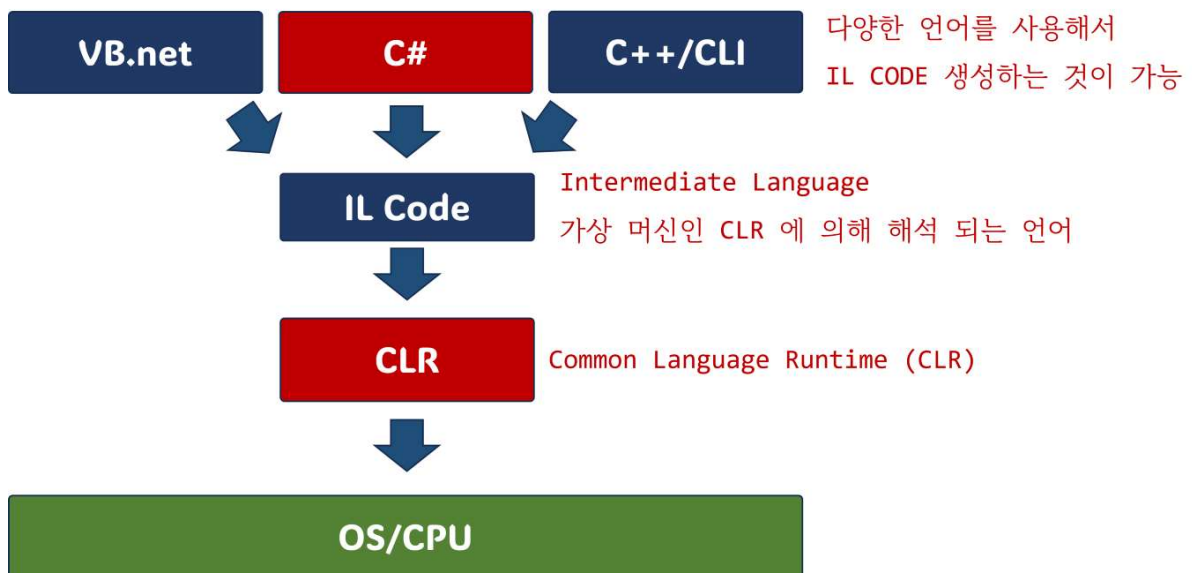 VB.net
C#
C++/CLI
다양한 언어를 사용해서
IL CODE 생성하는 것이 가능
IL Code
Intermediate Language
가상 머신인 CLR 에 의해 해석 되는 언어
CLR
Common Language Runtime (CLR)
OS/CPU